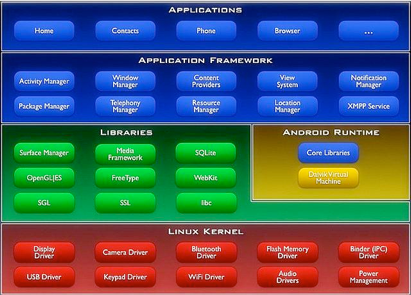 APPLICATIONS
Home Contacts Phone Browser ...
APPLICATION FRAMEWORK
Activity Manager
Window
Manager
Content
Providers
View
System
Notification
Manager
Package Manager
Telephony
Manager
Resource
Manager
Location
Manager
XMPP Service
LIBRARIES
Surface Manager
Media
Framework
SQLite
OpenGL|ES
FreeType
WebKit
SGL
SSL
libc
ANDROID RUNTIME
Core Libraries
Dalvik Virtual
Machine
LINUX KERNEL
Display
Driver
Camera Driver
Bluetooth
Driver
Flash Memory
Driver
Binder (IPC)
Driver
USB Driver
Keypad Driver
WiFi Driver
Audio
Drivers
Power
Management